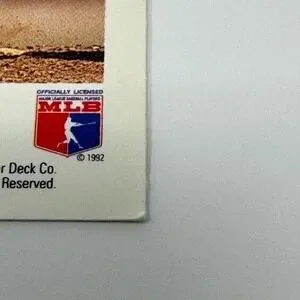 OFFICIALLY LICENSED
MAJOR LEAGUE BASEBALL PLAYERS
MLB
© 1992
r Deck Co.
Reserved.